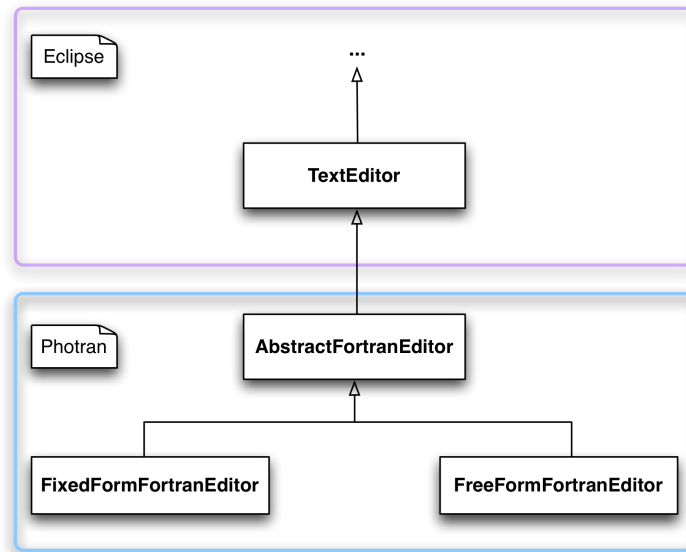 Eclipse
...
TextEditor
Photran
AbstractFortranEditor
FixedFormFortranEditor
FreeFormFortranEditor